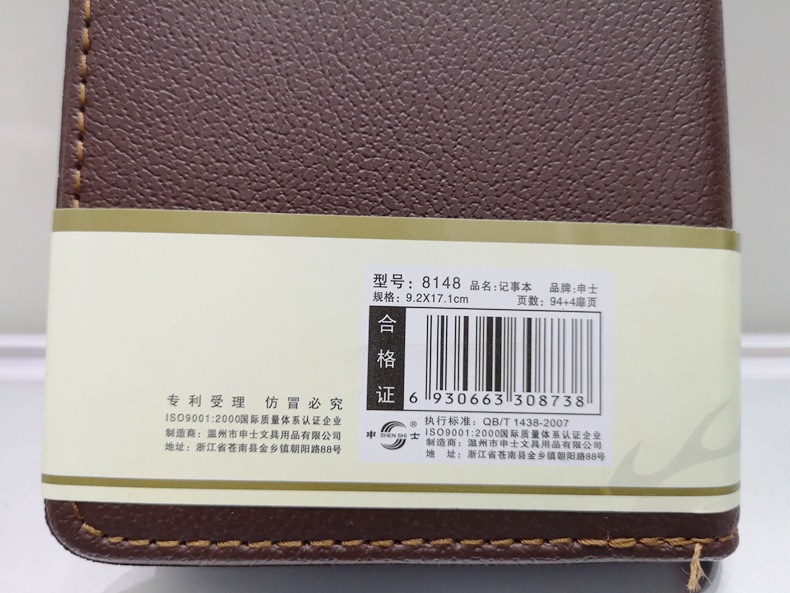 型号：8148 品名:记事本 品牌:申士
规格：9.2X17.1cm 页数：94+4扉页
合格证
6 930663 308738
申 SHEN SHI 士
执行标准：QB/T 1438-2007
ISO9001:2000国际质量体系认证企业
制造商：温州市申士文具用品有限公司
地址：浙江省苍南县金乡镇朝阳路88号
专利受理 仿冒必究
ISO9001:2000国际质量体系认证企业
制造商：温州市申士文具用品有限公司
地址：浙江省苍南县金乡镇朝阳路88号